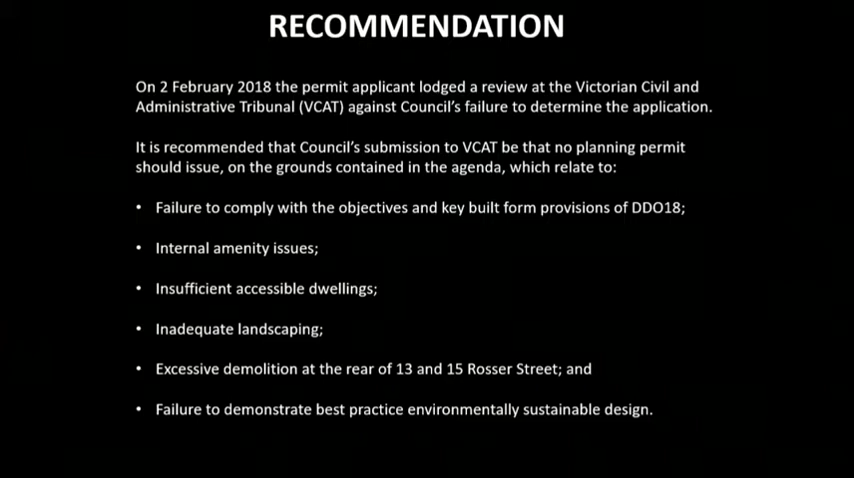 RECOMMENDATION
On 2 February 2018 the permit applicant lodged a review at the Victorian Civil and
Administrative Tribunal (VCAT) against Council's failure to determine the application.
It is recommended that Council's submission to VCAT be that no planning permit
should issue, on the grounds contained in the agenda, which relate to:
• Failure to comply with the objectives and key built form provisions of DDO18;
• Internal amenity issues;
• Insufficient accessible dwellings;
• Inadequate landscaping;
• Excessive demolition at the rear of 13 and 15 Rosser Street; and
• Failure to demonstrate best practice environmentally sustainable design.